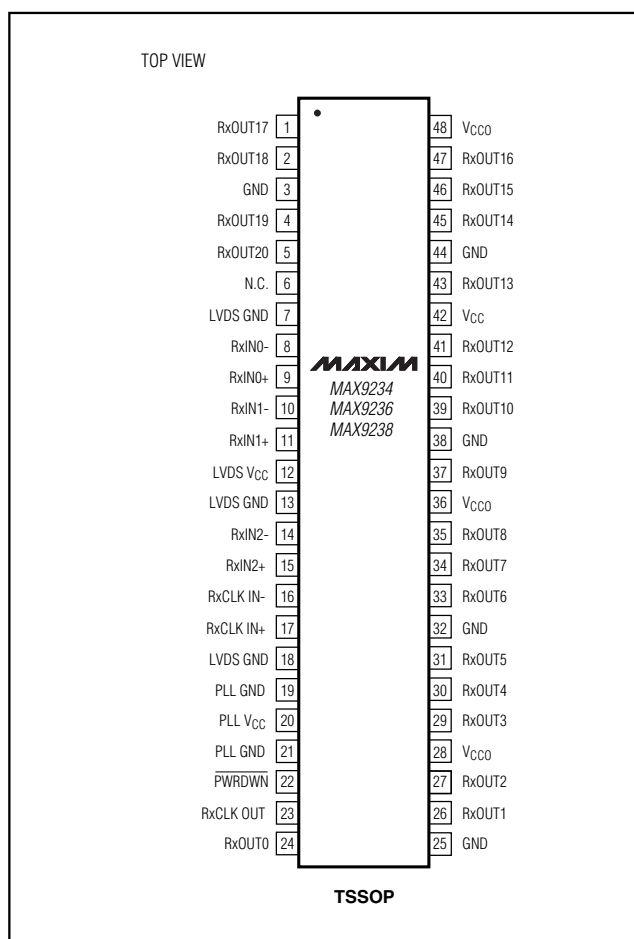 TOP VIEW
RxOUT17 1
RxOUT18 2
GND 3
RxOUT19 4
RxOUT20 5
N.C. 6
LVDS GND 7
RxIN0- 8
RxIN0+ 9
RxIN1- 10
RxIN1+ 11
LVDS VCC 12
LVDS GND 13
RxIN2- 14
RxIN2+ 15
RxCLK IN- 16
RxCLK IN+ 17
LVDS GND 18
PLL GND 19
PLL VCC 20
PLL GND 21
PWRDWN 22
RxCLK OUT 23
RxOUT0 24
MAXIM
MAX9234
MAX9236
MAX9238
48 VCCO
47 RxOUT16
46 RxOUT15
45 RxOUT14
44 GND
43 RxOUT13
42 VCC
41 RxOUT12
40 RxOUT11
39 RxOUT10
38 GND
37 RxOUT9
36 VCCO
35 RxOUT8
34 RxOUT7
33 RxOUT6
32 GND
31 RxOUT5
30 RxOUT4
29 RxOUT3
28 VCCO
27 RxOUT2
26 RxOUT1
25 GND
TSSOP